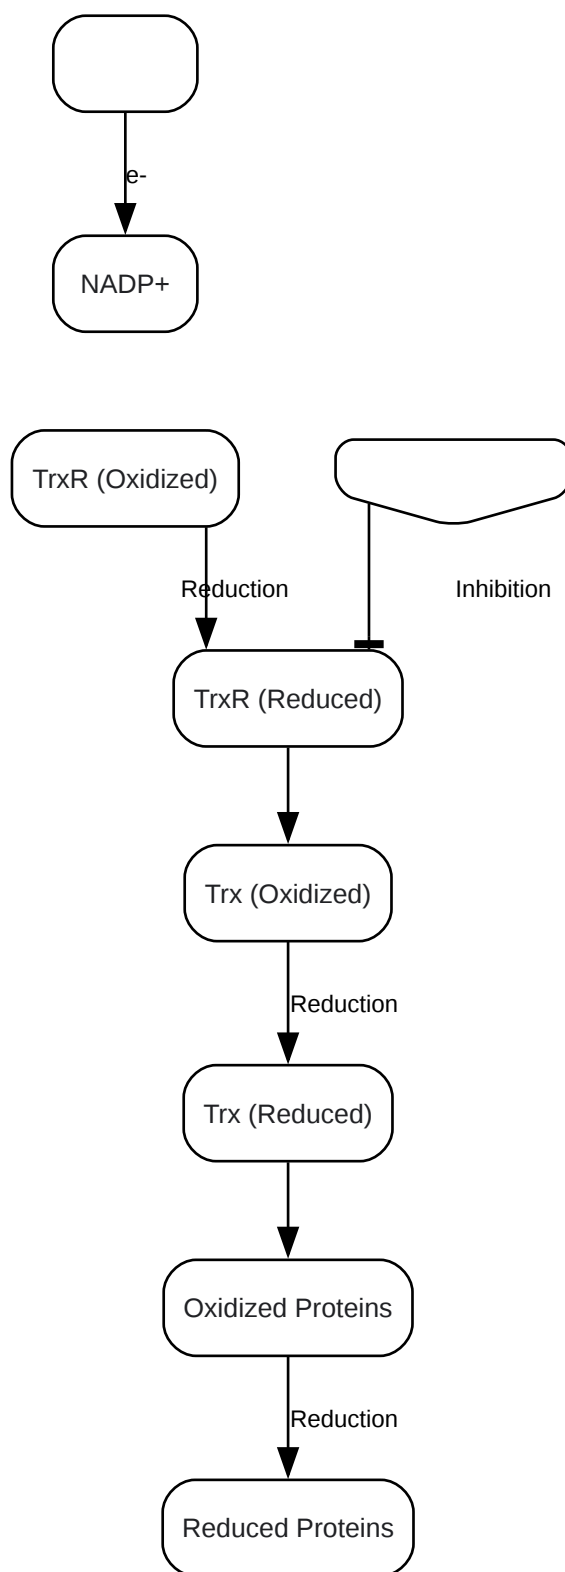 e-
NADP+
TrxR (Oxidized)
Reduction
Inhibition
TrxR (Reduced)
Trx (Oxidized)
Reduction
Trx (Reduced)
Oxidized Proteins
Reduction
Reduced Proteins